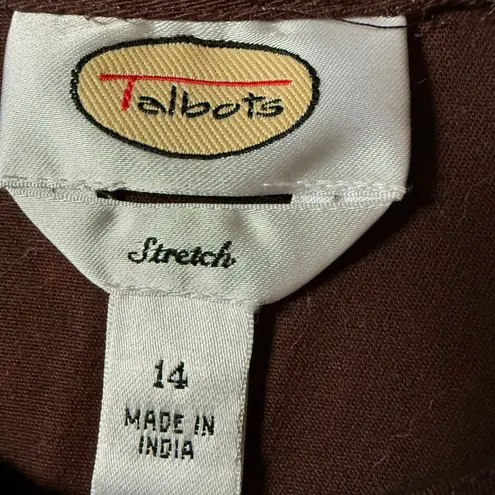 Talbots
Stretch
14
MADE IN
INDIA